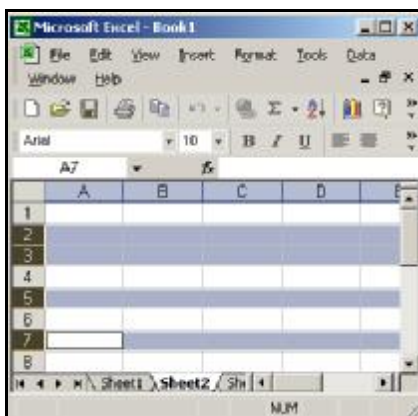 Microsoft Excel - Book1
File Edit View Insert Format Tools Data
Window Help
Arial 10 B I U
A7 fx
A B C D E
1
2
3
4
5
6
7
8
Sheet1 Sheet2 Sh
NUM